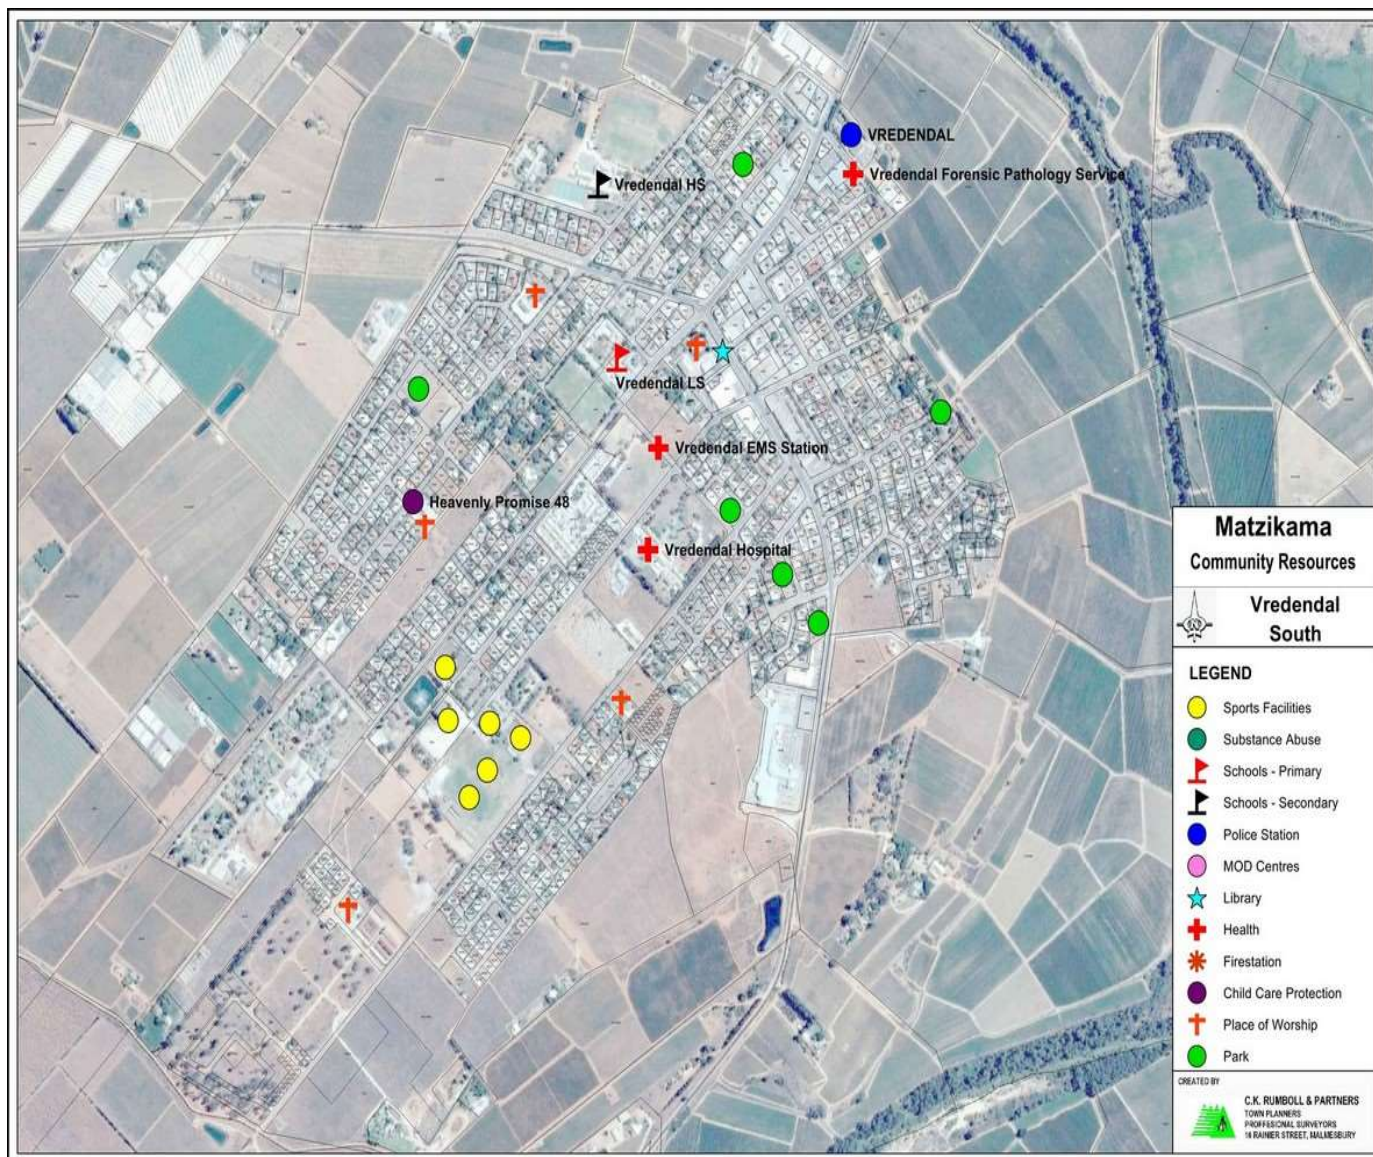 VREDENDAL
Vredendal Forensic Pathology Service
Vredendal HS
Vredendal LS
Vredendal EMS Station
Heavenly Promise 48
Vredendal Hospital
Matzikama
Community Resources
Vredendal
South
LEGEND
Sports Facilities
Substance Abuse
Schools - Primary
Schools - Secondary
Police Station
MOD Centres
Library
Health
Firestation
Child Care Protection
Place of Worship
Park
CREATED BY
C.K. RUMBOLL & PARTNERS
TOWN PLANNERS
PROFFESIONAL SURVEYORS
16 RAINIER STREET, MALMESBURY